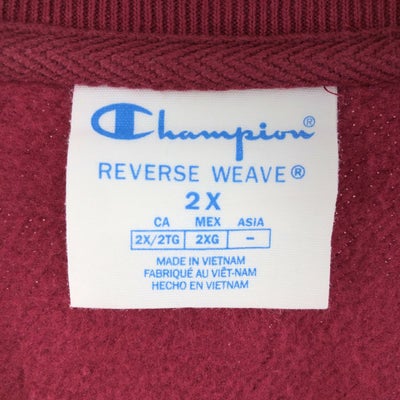 Champion
REVERSE WEAVE®
2X
CA MEX ASIA
2X/2TG 2XG –
MADE IN VIETNAM
FABRIQUÉ AU VIÊT-NAM
HECHO EN VIETNAM